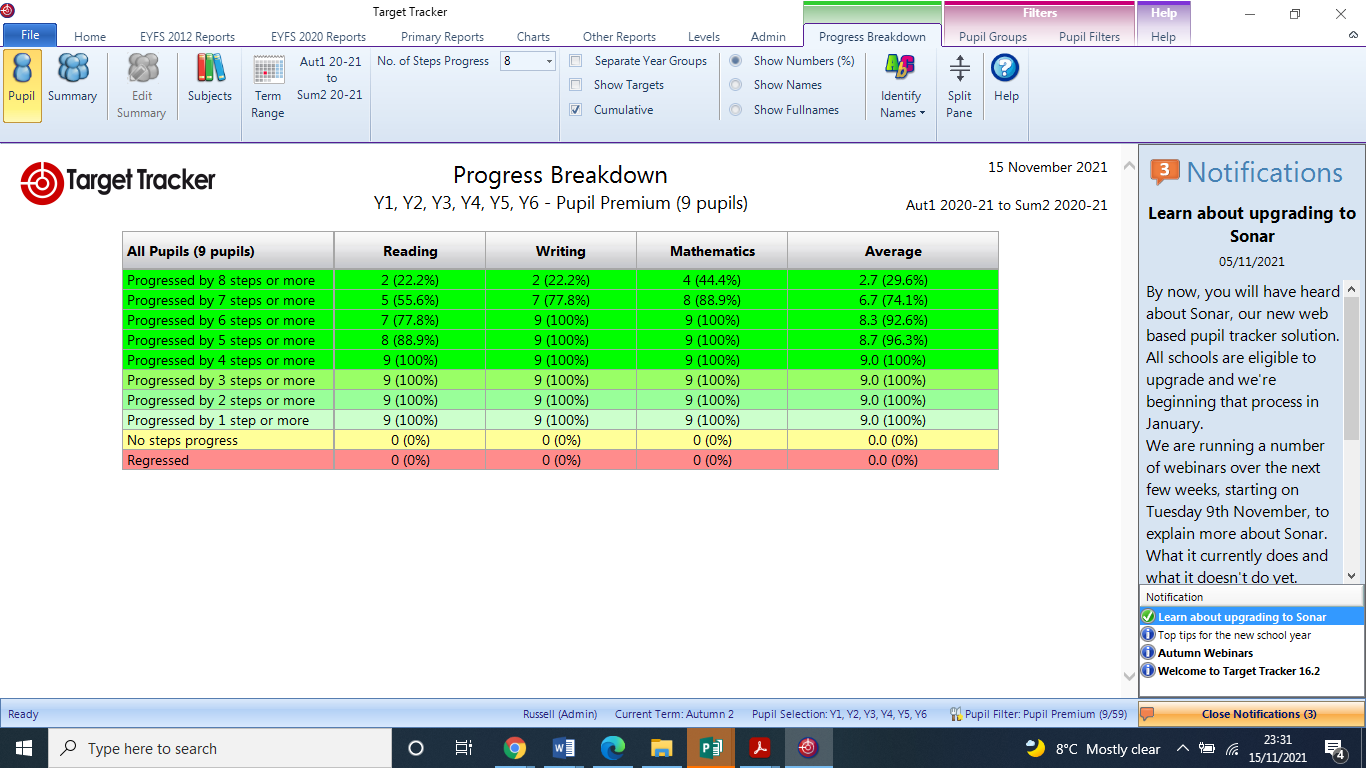 Target Tracker
Filters
Help
File
Home
EYFS 2012 Reports
EYFS 2020 Reports
Primary Reports
Charts
Other Reports
Levels
Admin
Progress Breakdown
Pupil Groups
Pupil Filters
Help
Pupil
Summary
Edit
Summary
Subjects
Term
Range
Aut1 20-21
to
Sum2 20-21
No. of Steps Progress
8
Separate Year Groups
Show Targets
Cumulative
Show Numbers (%)
Show Names
Show Fullnames
Identify
Names
Split
Pane
Help
Target Tracker
Progress Breakdown
Y1, Y2, Y3, Y4, Y5, Y6 - Pupil Premium (9 pupils)
15 November 2021
Aut1 2020-21 to Sum2 2020-21
All Pupils (9 pupils) Reading Writing Mathematics Average
Progressed by 8 steps or more 2 (22.2%) 2 (22.2%) 4 (44.4%) 2.7 (29.6%)
Progressed by 7 steps or more 5 (55.6%) 7 (77.8%) 8 (88.9%) 6.7 (74.1%)
Progressed by 6 steps or more 7 (77.8%) 9 (100%) 9 (100%) 8.3 (92.6%)
Progressed by 5 steps or more 8 (88.9%) 9 (100%) 9 (100%) 8.7 (96.3%)
Progressed by 4 steps or more 9 (100%) 9 (100%) 9 (100%) 9.0 (100%)
Progressed by 3 steps or more 9 (100%) 9 (100%) 9 (100%) 9.0 (100%)
Progressed by 2 steps or more 9 (100%) 9 (100%) 9 (100%) 9.0 (100%)
Progressed by 1 step or more 9 (100%) 9 (100%) 9 (100%) 9.0 (100%)
No steps progress 0 (0%) 0 (0%) 0 (0%) 0.0 (0%)
Regressed 0 (0%) 0 (0%) 0 (0%) 0.0 (0%)
3 Notifications
Learn about upgrading to
Sonar
05/11/2021
By now, you will have heard
about Sonar, our new web
based pupil tracker solution.
All schools are eligible to
upgrade and we're
beginning that process in
January.
We are running a number
of webinars over the next
few weeks, starting on
Tuesday 9th November, to
explain more about Sonar.
What it currently does and
what it doesn't do yet.
Notification
Learn about upgrading to Sonar
Top tips for the new school year
Autumn Webinars
Welcome to Target Tracker 16.2
Ready
Russell (Admin)
Current Term: Autumn 2
Pupil Selection: Y1, Y2, Y3, Y4, Y5, Y6
Pupil Filter: Pupil Premium (9/59)
Close Notifications (3)
Type here to search
8°C Mostly clear
23:31
15/11/2021
4